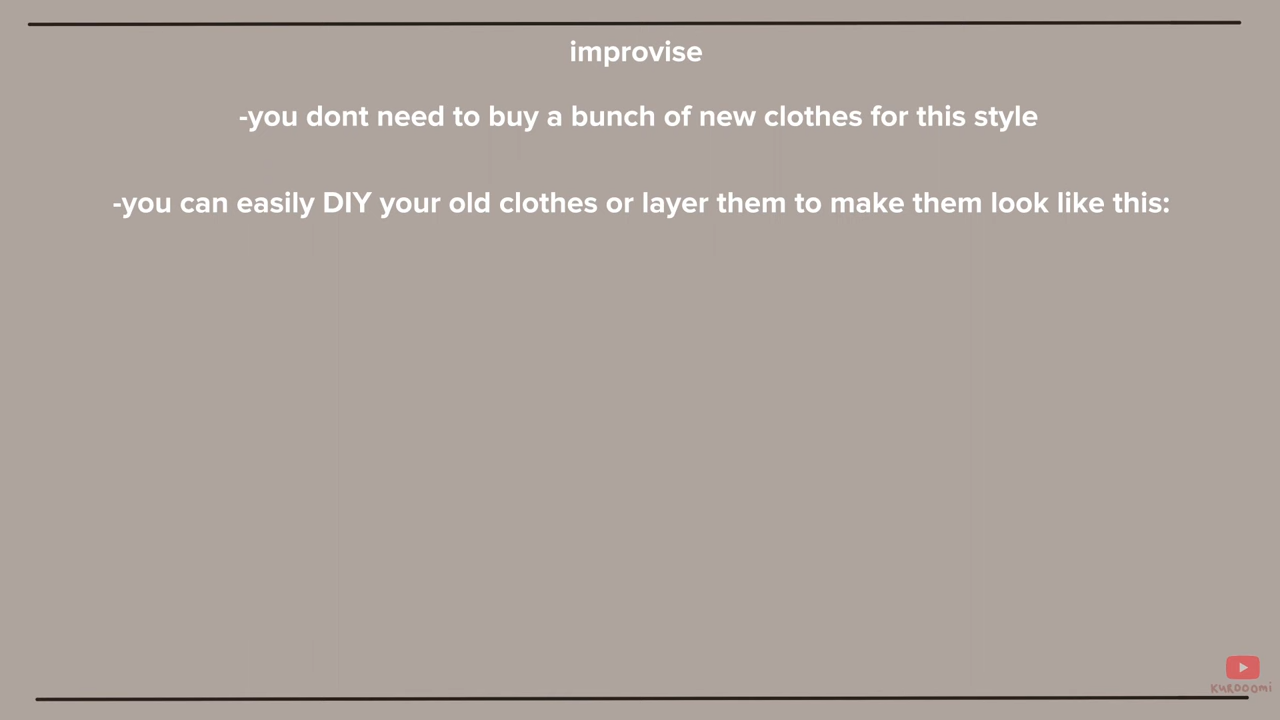 improvise
-you dont need to buy a bunch of new clothes for this style
-you can easily DIY your old clothes or layer them to make them look like this:
KUROOOMI